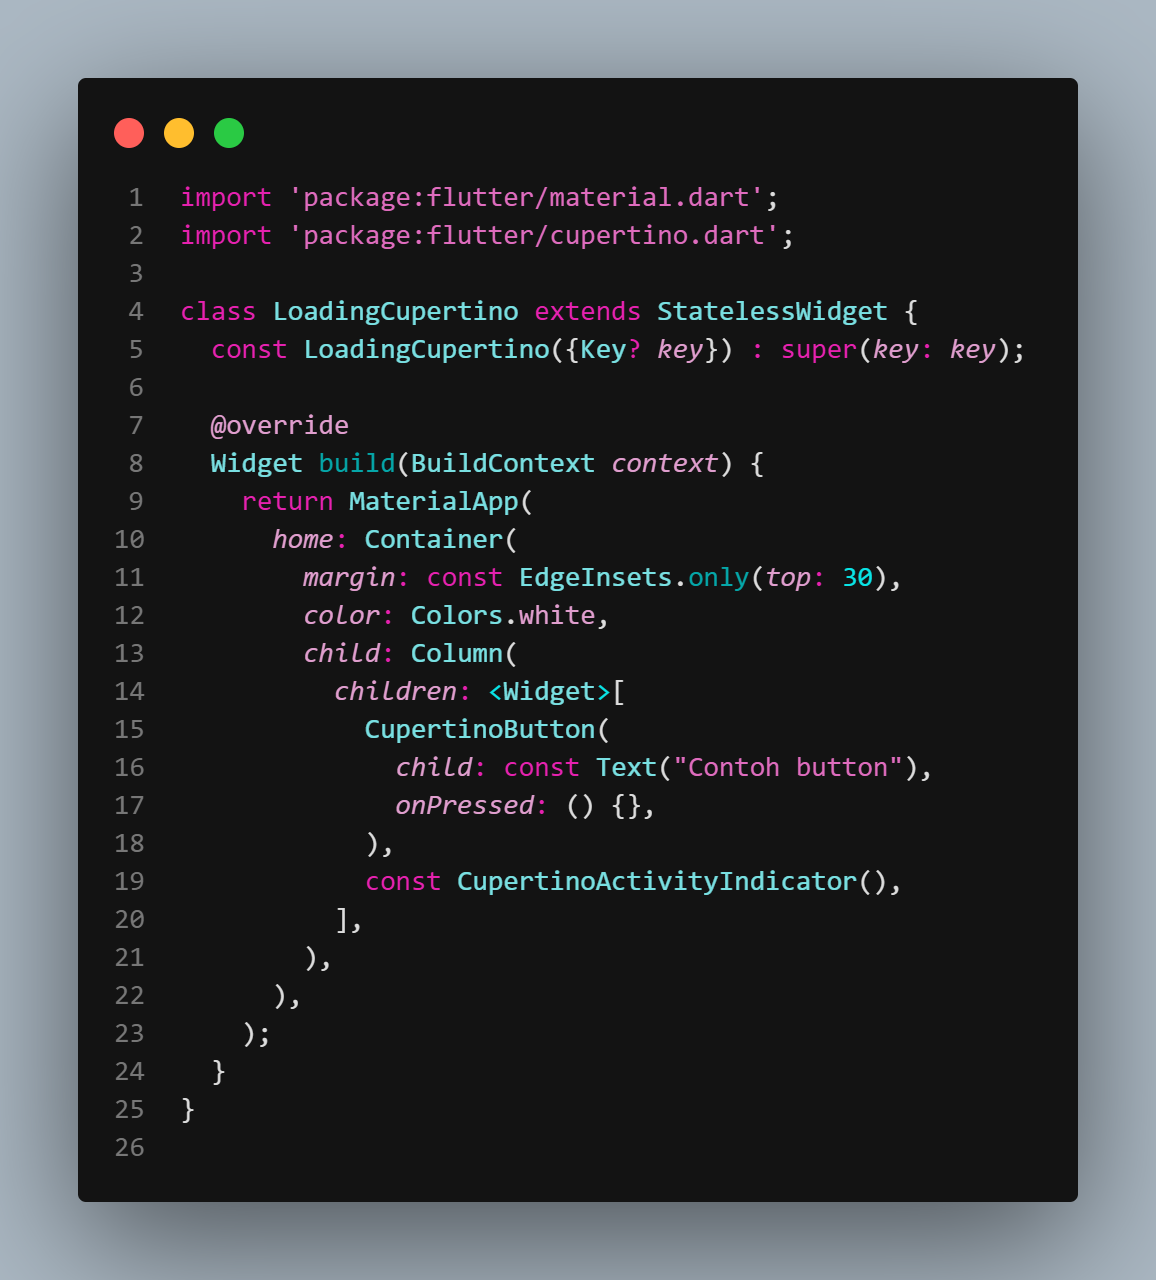 1 import 'package:flutter/material.dart';
2 import 'package:flutter/cupertino.dart';
3
4 class LoadingCupertino extends StatelessWidget {
5   const LoadingCupertino({Key? key}) : super(key: key);
6
7   @override
8   Widget build(BuildContext context) {
9     return MaterialApp(
10       home: Container(
11         margin: const EdgeInsets.only(top: 30),
12         color: Colors.white,
13         child: Column(
14           children: <Widget>[
15             CupertinoButton(
16               child: const Text("Contoh button"),
17               onPressed: () {},
18             ),
19             const CupertinoActivityIndicator(),
20           ],
21         ),
22       ),
23     );
24   }
25 }
26